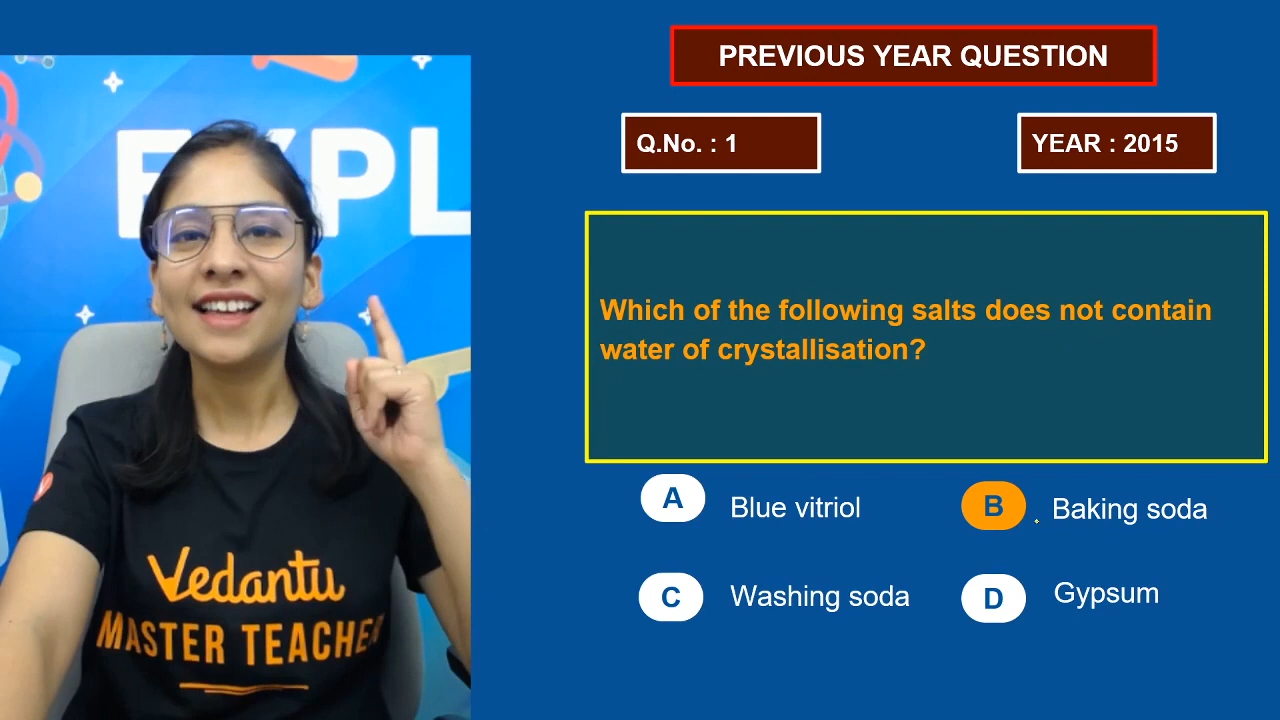 EXPL
Vedantu
MASTER TEACHER
PREVIOUS YEAR QUESTION
Q.No. : 1
YEAR : 2015
Which of the following salts does not contain
water of crystallisation?
A Blue vitriol
B Baking soda
C Washing soda
D Gypsum